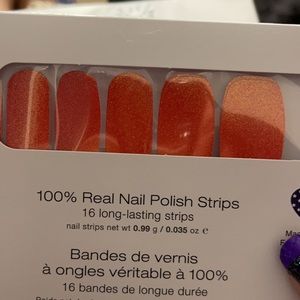 100% Real Nail Polish Strips
16 long-lasting strips
nail strips net wt 0.99 g / 0.035 oz ℮
Bandes de vernis
à ongles véritable à 100%
16 bandes de longue durée